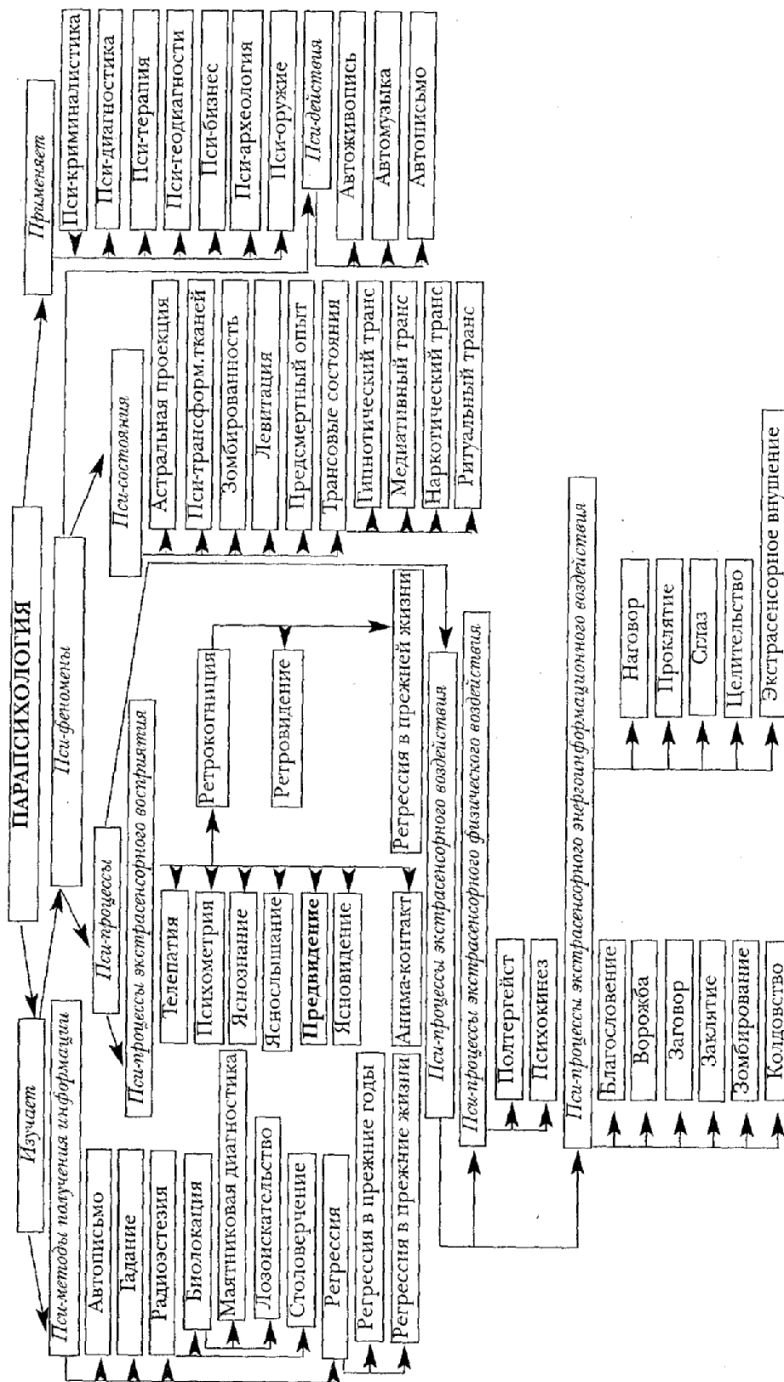 ПАРАПСИХОЛОГИЯ
Изучает
Применяет
Пси-методы получения информации
Автописьмо
Гадание
Радиоэстезия
Биолокация
Маятниковая диагностика
Лозоискательство
Столоверчение
Регрессия
Регрессия в прежние годы
Регрессия в прежние жизни
Пси-феномены
Пси-процессы
Пси-процессы экстрасенсорного восприятия
Телепатия
Психометрия
Яснознание
Яснослышание
Предвидение
Ясновидение
Анима-контакт
Ретрокогниция
Ретровидение
Регрессия в прежней жизни
Пси-состояния
Астральная проекция
Пси-трансформ.тканей
Зомбированность
Левитация
Предсмертный опыт
Трансовые состояния
Гипнотический транс
Медиативный транс
Наркотический транс
Ритуальный транс
Пси-криминалистика
Пси-диагностика
Пси-терапия
Пси-геодиагности
Пси-бизнес
Пси-археология
Пси-оружие
Пси-действия
Автоживопись
Автомузыка
Автописьмо
Пси-процессы экстрасенсорного воздействия
Пси-процессы экстрасенсорного физического воздействия
Полтергейст
Психокинез
Пси-процессы экстрасенсорного энергоинформационного воздействия
Благословение
Ворожба
Заговор
Заклятие
Зомбирование
Колдовство
Наговор
Проклятие
Сглаз
Целительство
Экстрасенсорное внушение